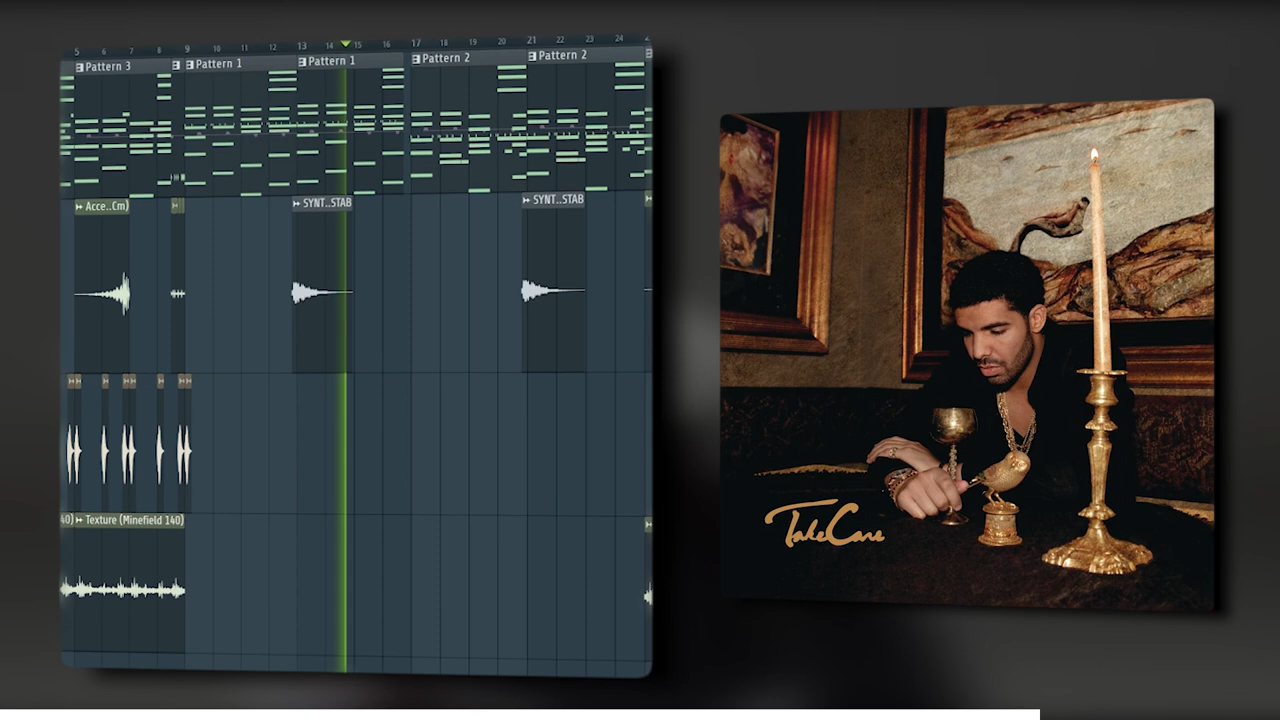 5 6 7 8 9 10 11 12 13 14 15 16 17 18 19 20 21 22 23 24
Pattern 3 Pattern 1 Pattern 1 Pattern 2 Pattern 2
Acce..Cm) SYNT..STAB SYNT..STAB
40) Texture (Minefield 140)
Take Care